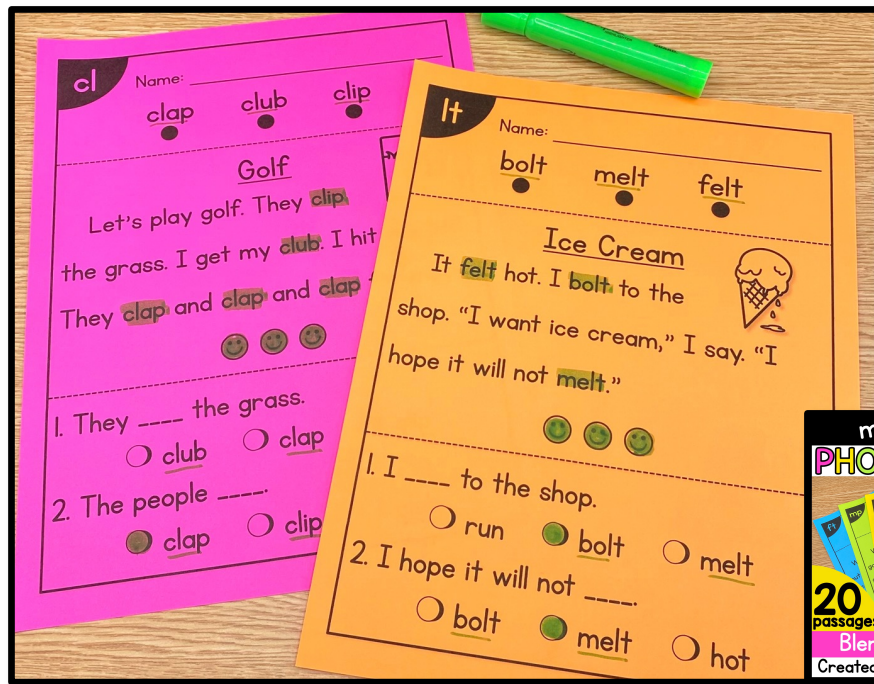 cl
Name:
clap club clip
Golf
Let's play golf. They clip
the grass. I get my club. I hit
They clap and clap and clap
1. They ____ the grass.
club clap
2. The people ____.
clap clip
lt
Name:
bolt melt felt
Ice Cream
It felt hot. I bolt to the
shop. “I want ice cream,” I say. “I
hope it will not melt.”
1. I ____ to the shop.
run bolt melt
2. I hope it will not ____.
bolt melt hot
ft mp
20
passages
Created